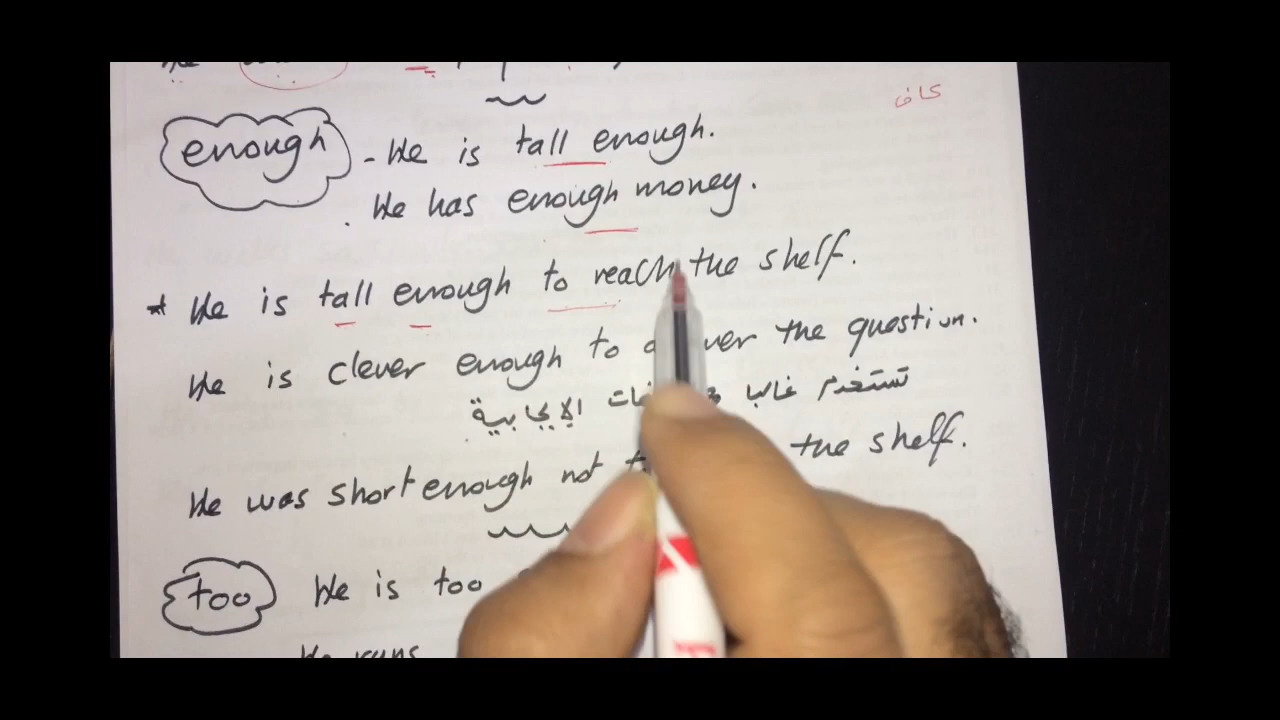 كاف
enough - He is tall enough.
. He has enough money.
* He is tall enough to reach the shelf.
He is clever enough to the question.
تستخدم غالبا الإيجابية
He was short enough not the shelf.
too He is too
He runs